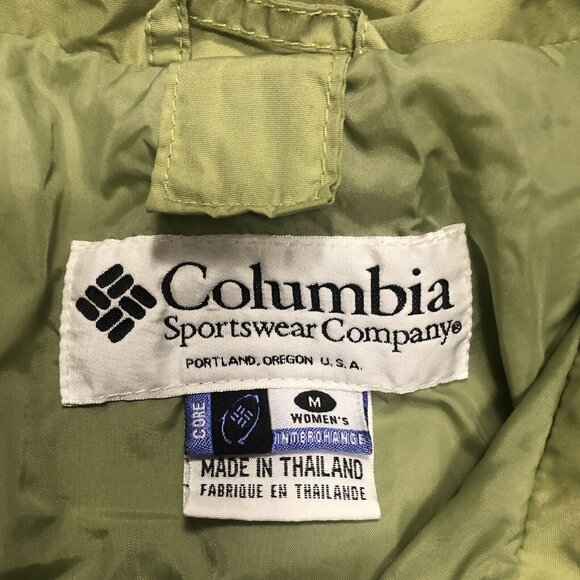 Columbia
Sportswear Company®
PORTLAND, OREGON U.S.A.
CORE
M
WOMEN'S
INTERCHANGE
MADE IN THAILAND
FABRIQUE EN THAILANDE